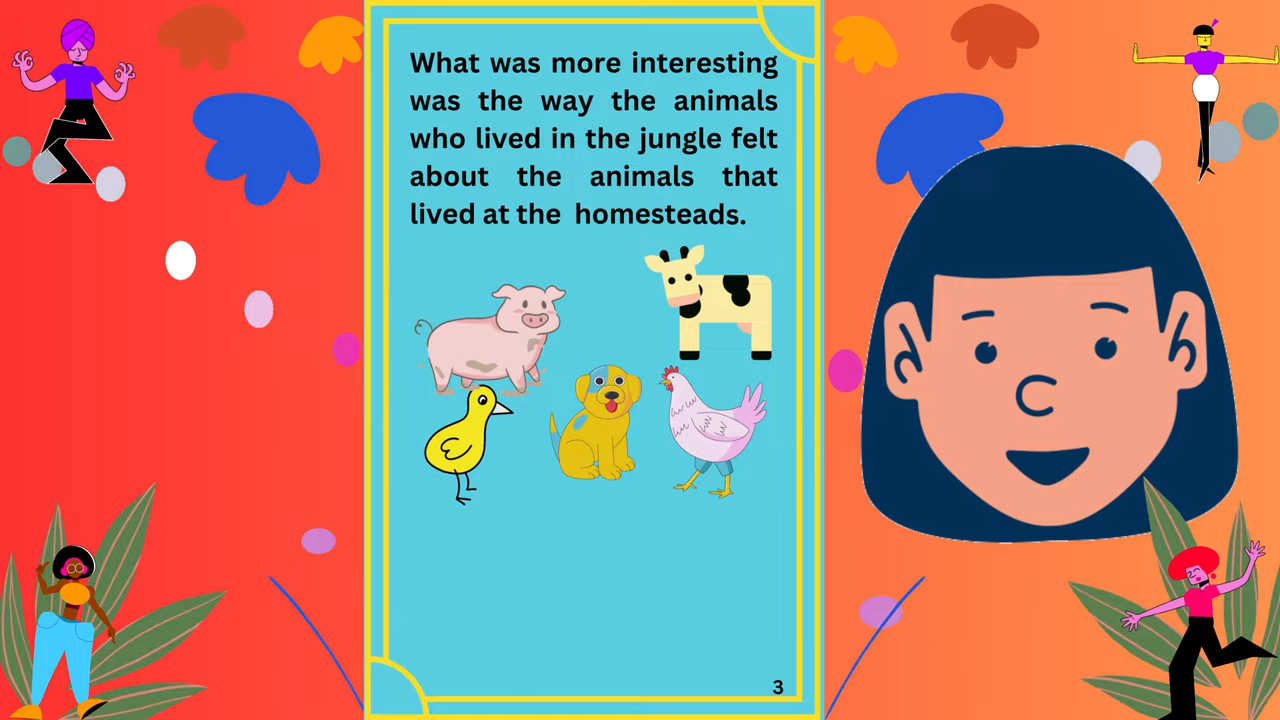 What was more interesting
was the way the animals
who lived in the jungle felt
about the animals that
lived at the homesteads.
3